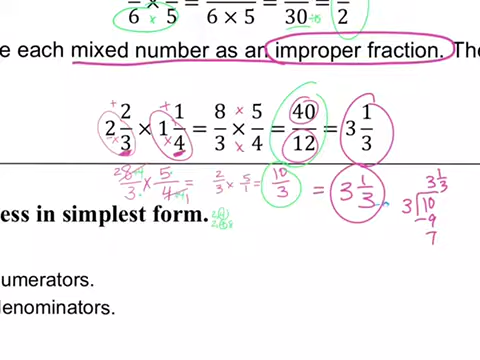 6 × 5 6 × 5 30 2
e each mixed number as an improper fraction. The
2 2/3 × 1 1/4 = 8/3 × 5/4 = 40/12 = 3 1/3
8/3 × 5/4 = 2/3 × 5/1 = 10/3 = 3 1/3
3 1/3
3 10
-9
7
ess in simplest form.
umerators.
denominators.